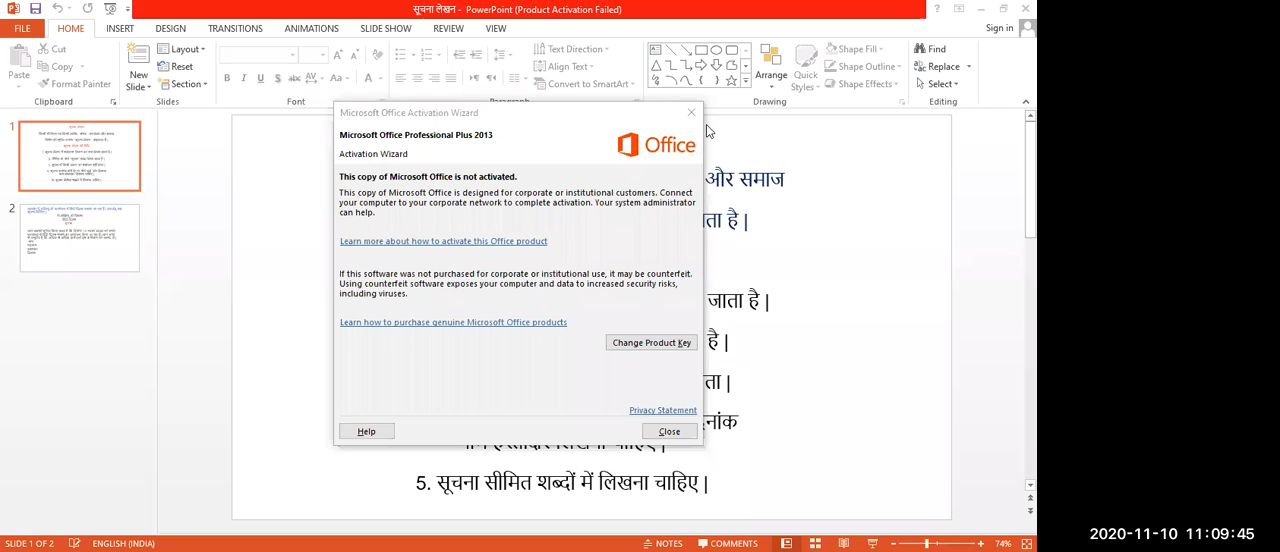 सूचना लेखन - PowerPoint (Product Activation Failed)
FILE HOME INSERT DESIGN TRANSITIONS ANIMATIONS SLIDE SHOW REVIEW VIEW Sign in
Paste Cut Copy Format Painter
New Slide Layout Reset Section
B I U S abc AV Aa A
Text Direction Align Text Convert to SmartArt
Arrange Quick Styles Shape Fill Shape Outline Shape Effects
Find Replace Select
Clipboard Slides Font Paragraph Drawing Editing
1
2
Microsoft Office Activation Wizard
Microsoft Office Professional Plus 2013
Activation Wizard
Office
This copy of Microsoft Office is not activated.
This copy of Microsoft Office is designed for corporate or institutional customers. Connect
your computer to your corporate network to complete activation. Your system administrator
can help.
Learn more about how to activate this Office product
If this software was not purchased for corporate or institutional use, it may be counterfeit.
Using counterfeit software exposes your computer and data to increased security risks,
including viruses.
Learn how to purchase genuine Microsoft Office products
Change Product Key
Privacy Statement
Help Close
और समाज
है |
जाता है |
है |
5. सूचना सीमित शब्दों में लिखना चाहिए |
SLIDE 1 OF 2 ENGLISH (INDIA) NOTES COMMENTS 74%
2020-11-10 11:09:45